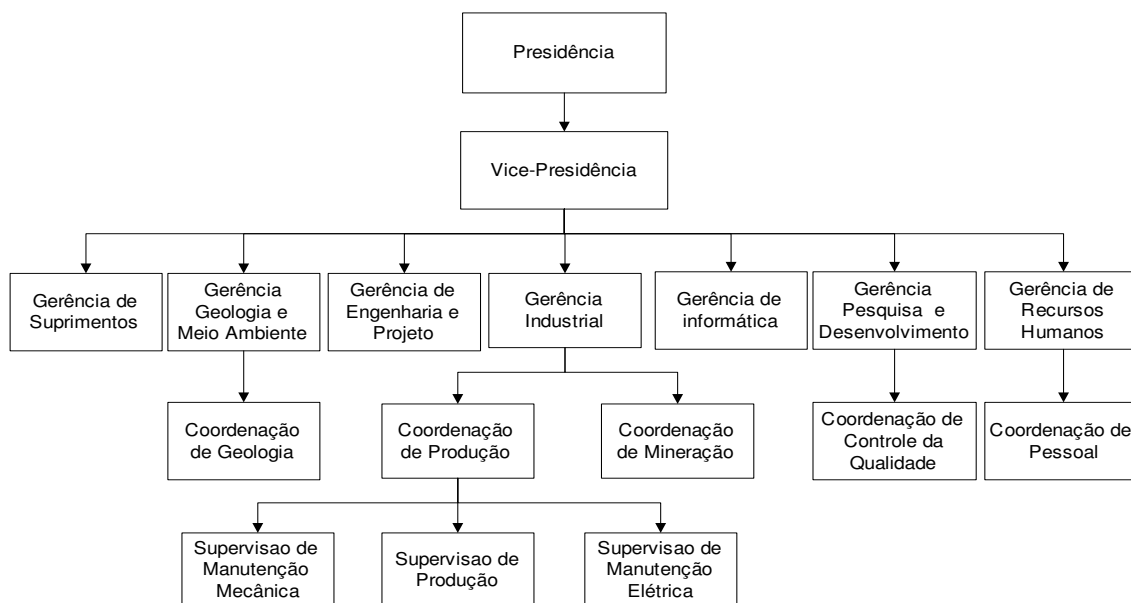 Presidência
Vice-Presidência
Gerência de
Suprimentos
Gerência
Geologia e
Meio Ambiente
Gerência de
Engenharia e
Projeto
Gerência
Industrial
Gerência de
informática
Gerência
Pesquisa e
Desenvolvimento
Gerência de
Recursos
Humanos
Coordenação
de Geologia
Coordenação
de Produção
Coordenação
de Mineração
Coordenação de
Controle da
Qualidade
Coordenação de
Pessoal
Supervisao de
Manutenção
Mecânica
Supervisao de
Produção
Supervisao de
Manutenção
Elétrica